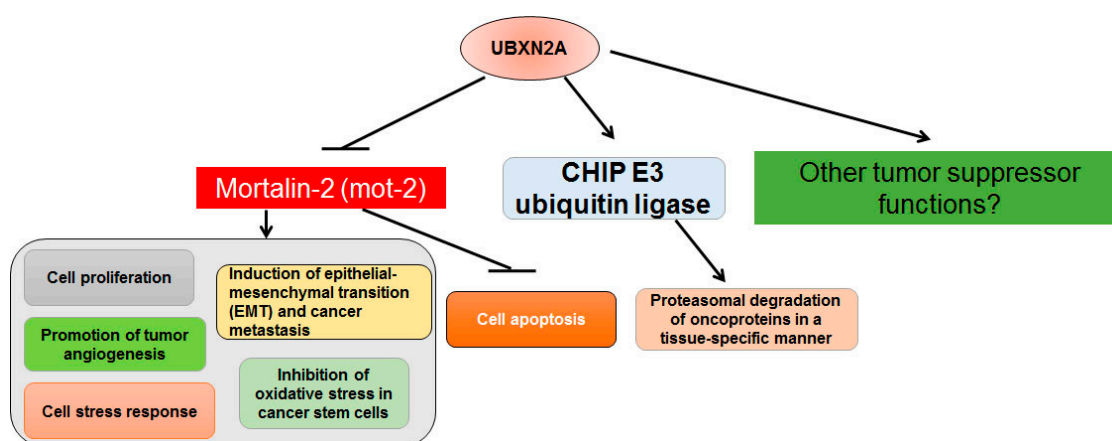 UBXN2A
Mortalin-2 (mot-2)
CHIP E3
ubiquitin ligase
Other tumor suppressor
functions?
Cell proliferation
Induction of epithelial-
mesenchymal transition
(EMT) and cancer
metastasis
Promotion of tumor
angiogenesis
Inhibition of
oxidative stress in
cancer stem cells
Cell stress response
Cell apoptosis
Proteasomal degradation
of oncoproteins in a
tissue-specific manner